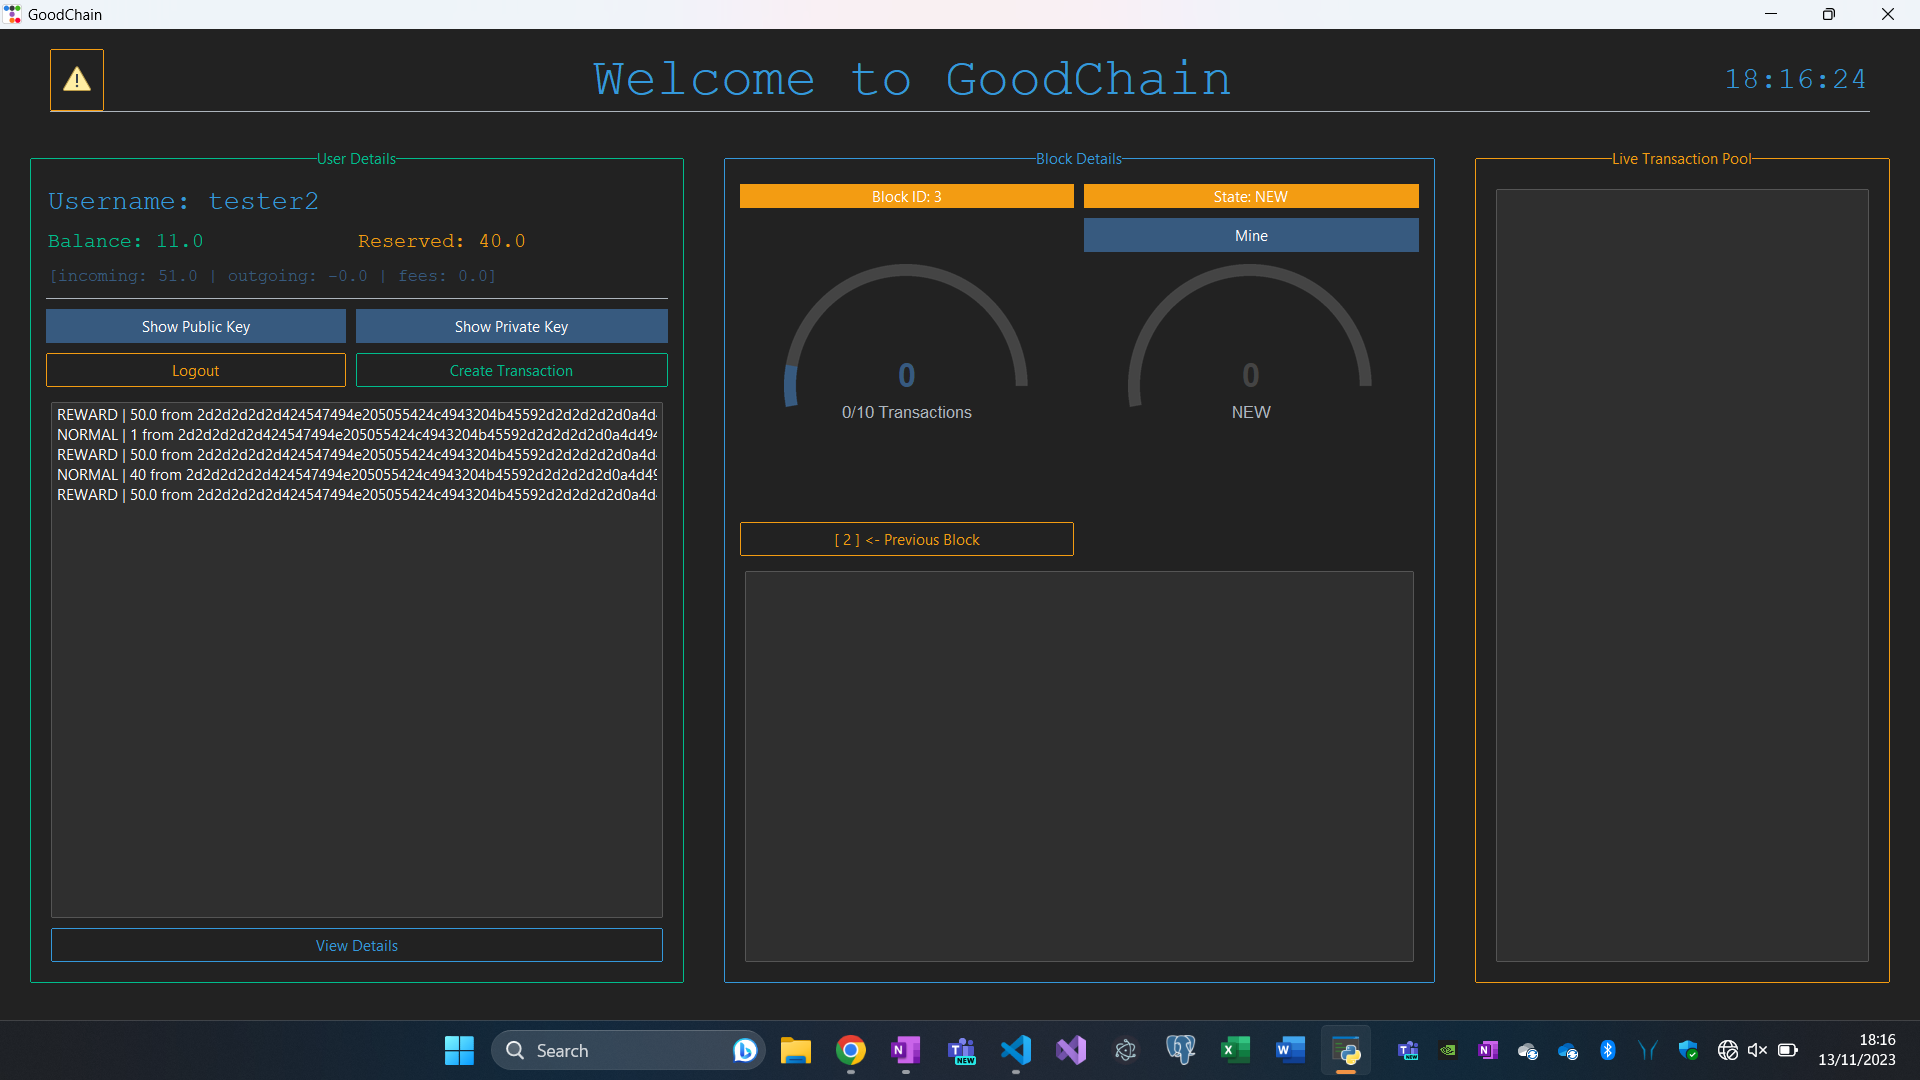 GoodChain
Welcome to GoodChain
18:16:24
User Details
Username: tester2
Balance: 11.0
Reserved: 40.0
[incoming: 51.0 | outgoing: -0.0 | fees: 0.0]
Show Public Key
Show Private Key
Logout
Create Transaction
REWARD | 50.0 from 2d2d2d2d2d424547494e205055424c4943204b45592d2d2d2d2d0a4d
NORMAL | 1 from 2d2d2d2d2d424547494e205055424c4943204b45592d2d2d2d2d0a4d494
REWARD | 50.0 from 2d2d2d2d2d424547494e205055424c4943204b45592d2d2d2d2d0a4d
NORMAL | 40 from 2d2d2d2d2d424547494e205055424c4943204b45592d2d2d2d2d0a4d49
REWARD | 50.0 from 2d2d2d2d2d424547494e205055424c4943204b45592d2d2d2d2d0a4d
View Details
Block Details
Block ID: 3
State: NEW
Mine
0
0/10 Transactions
0
NEW
[ 2 ] <- Previous Block
Live Transaction Pool
Search
NEW
18:16
13/11/2023